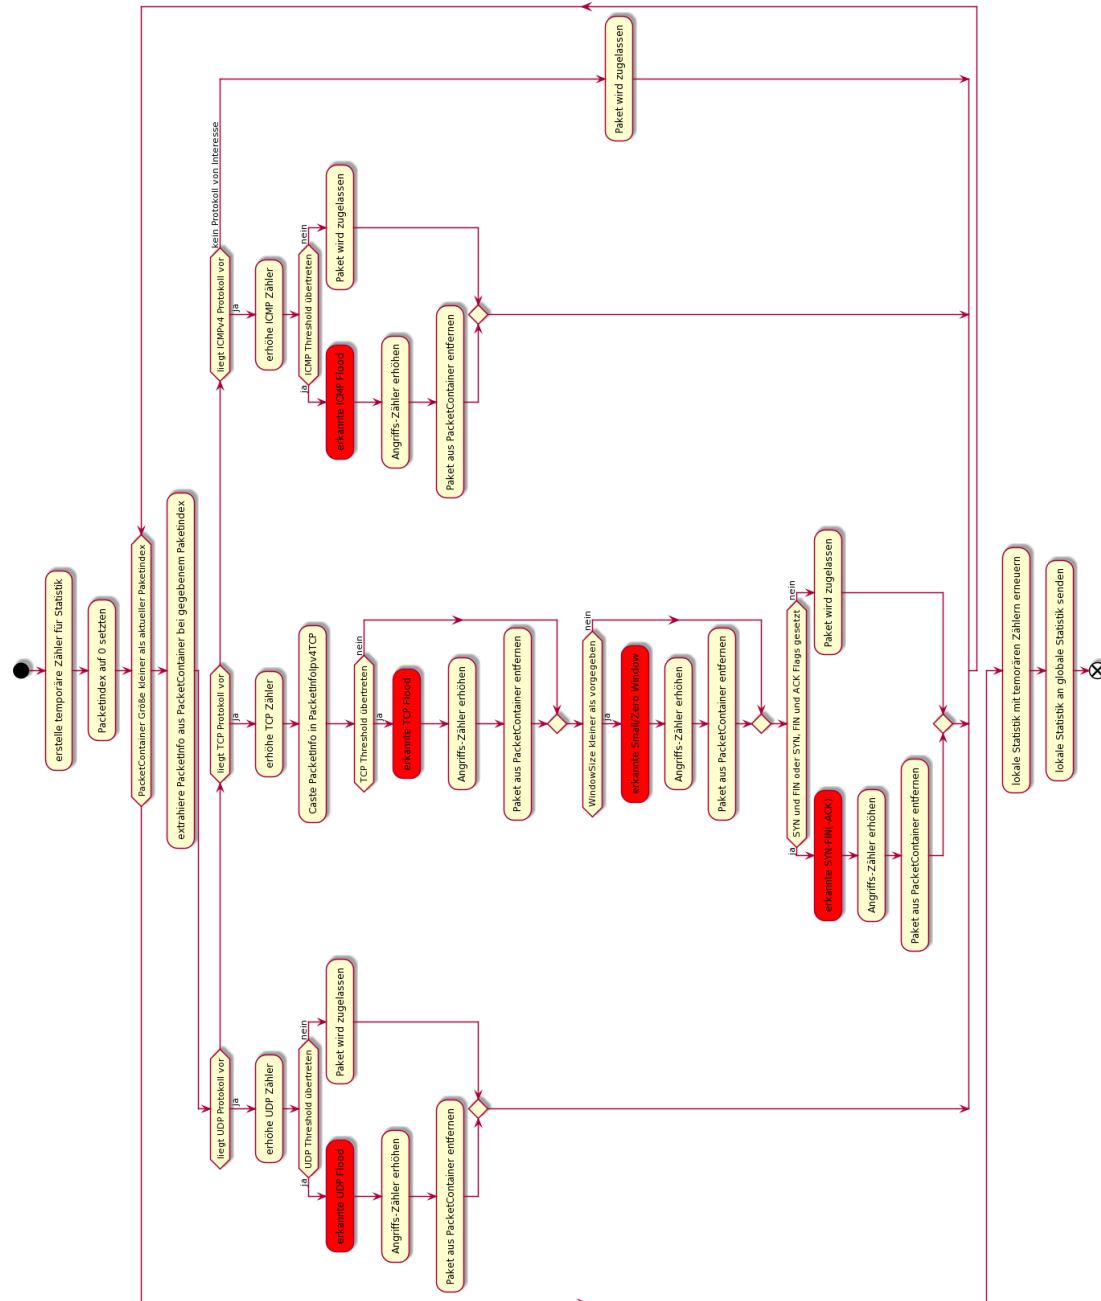 erstelle temporäre Zähler für Statistik
Packetindex auf 0 setzten
PacketContainer Größe kleiner als aktueller Paketindex
extrahiere PacketInfo aus PacketContainer bei gegebenem Paketindex
liegt UDP Protokoll vor
ja
erhöhe UDP Zähler
UDP Threshold übertreten
ja
erkannte UDP Flood
Angriffs-Zähler erhöhen
Paket aus PacketContainer entfernen
nein
Paket wird zugelassen
liegt TCP Protokoll vor
ja
erhöhe TCP Zähler
Caste PacketInfo in PacketInfoIpv4TCP
TCP Threshold übertreten
nein
ja
erkannte TCP Flood
Angriffs-Zähler erhöhen
Paket aus PacketContainer entfernen
WindowSize kleiner als vorgegeben
nein
ja
erkannte Small/Zero Window
Angriffs-Zähler erhöhen
Paket aus PacketContainer entfernen
SYN und FIN oder SYN, FIN und ACK Flags gesetzt
ja
erkannte SYN-FIN(-ACK)
Angriffs-Zähler erhöhen
Paket aus PacketContainer entfernen
nein
Paket wird zugelassen
liegt ICMPv4 Protokoll vor
ja
erhöhe ICMP Zähler
ICMP Threshold übertreten
ja
erkannte ICMP Flood
Angriffs-Zähler erhöhen
Paket aus PacketContainer entfernen
nein
Paket wird zugelassen
kein Protokoll von Interesse
Paket wird zugelassen
lokale Statistik mit temorären Zählern erneuern
lokale Statistik an globale Statistik senden